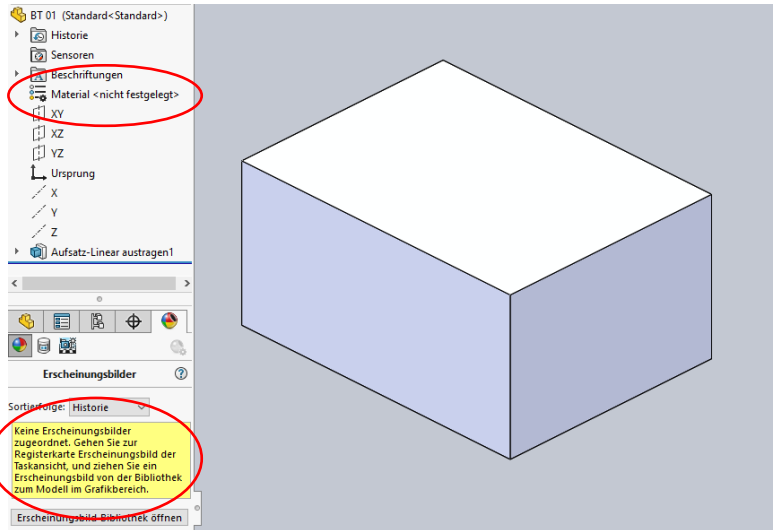 BT 01 (Standard<Standard>)
Historie
Sensoren
Beschriftungen
Material <nicht festgelegt>
XY
XZ
YZ
Ursprung
X
Y
Z
Aufsatz-Linear austragen1
Erscheinungsbilder
Sortierfolge: Historie
Keine Erscheinungsbilder
zugeordnet. Gehen Sie zur
Registerkarte Erscheinungsbild der
Taskansicht, und ziehen Sie ein
Erscheinungsbild von der Bibliothek
zum Modell im Grafikbereich.
Erscheinungsbild-Bibliothek öffnen